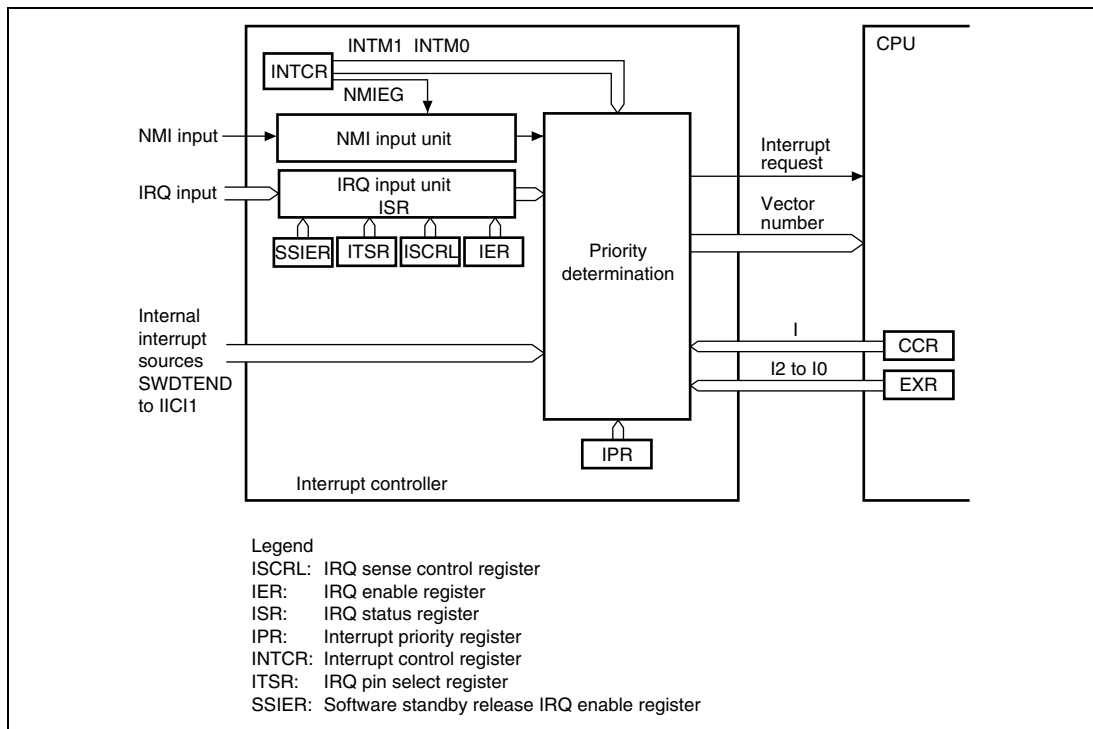 INTM1 INTM0
CPU
INTCR
NMIEG
NMI input
NMI input unit
Interrupt
request
IRQ input
IRQ input unit
ISR
Vector
number
SSIER
ITSR
ISCRL
IER
Priority
determination
Internal
interrupt
sources
SWDTEND
to IICI1
I
CCR
I2 to I0
EXR
IPR
Interrupt controller
Legend
ISCRL: IRQ sense control register
IER: IRQ enable register
ISR: IRQ status register
IPR: Interrupt priority register
INTCR: Interrupt control register
ITSR: IRQ pin select register
SSIER: Software standby release IRQ enable register